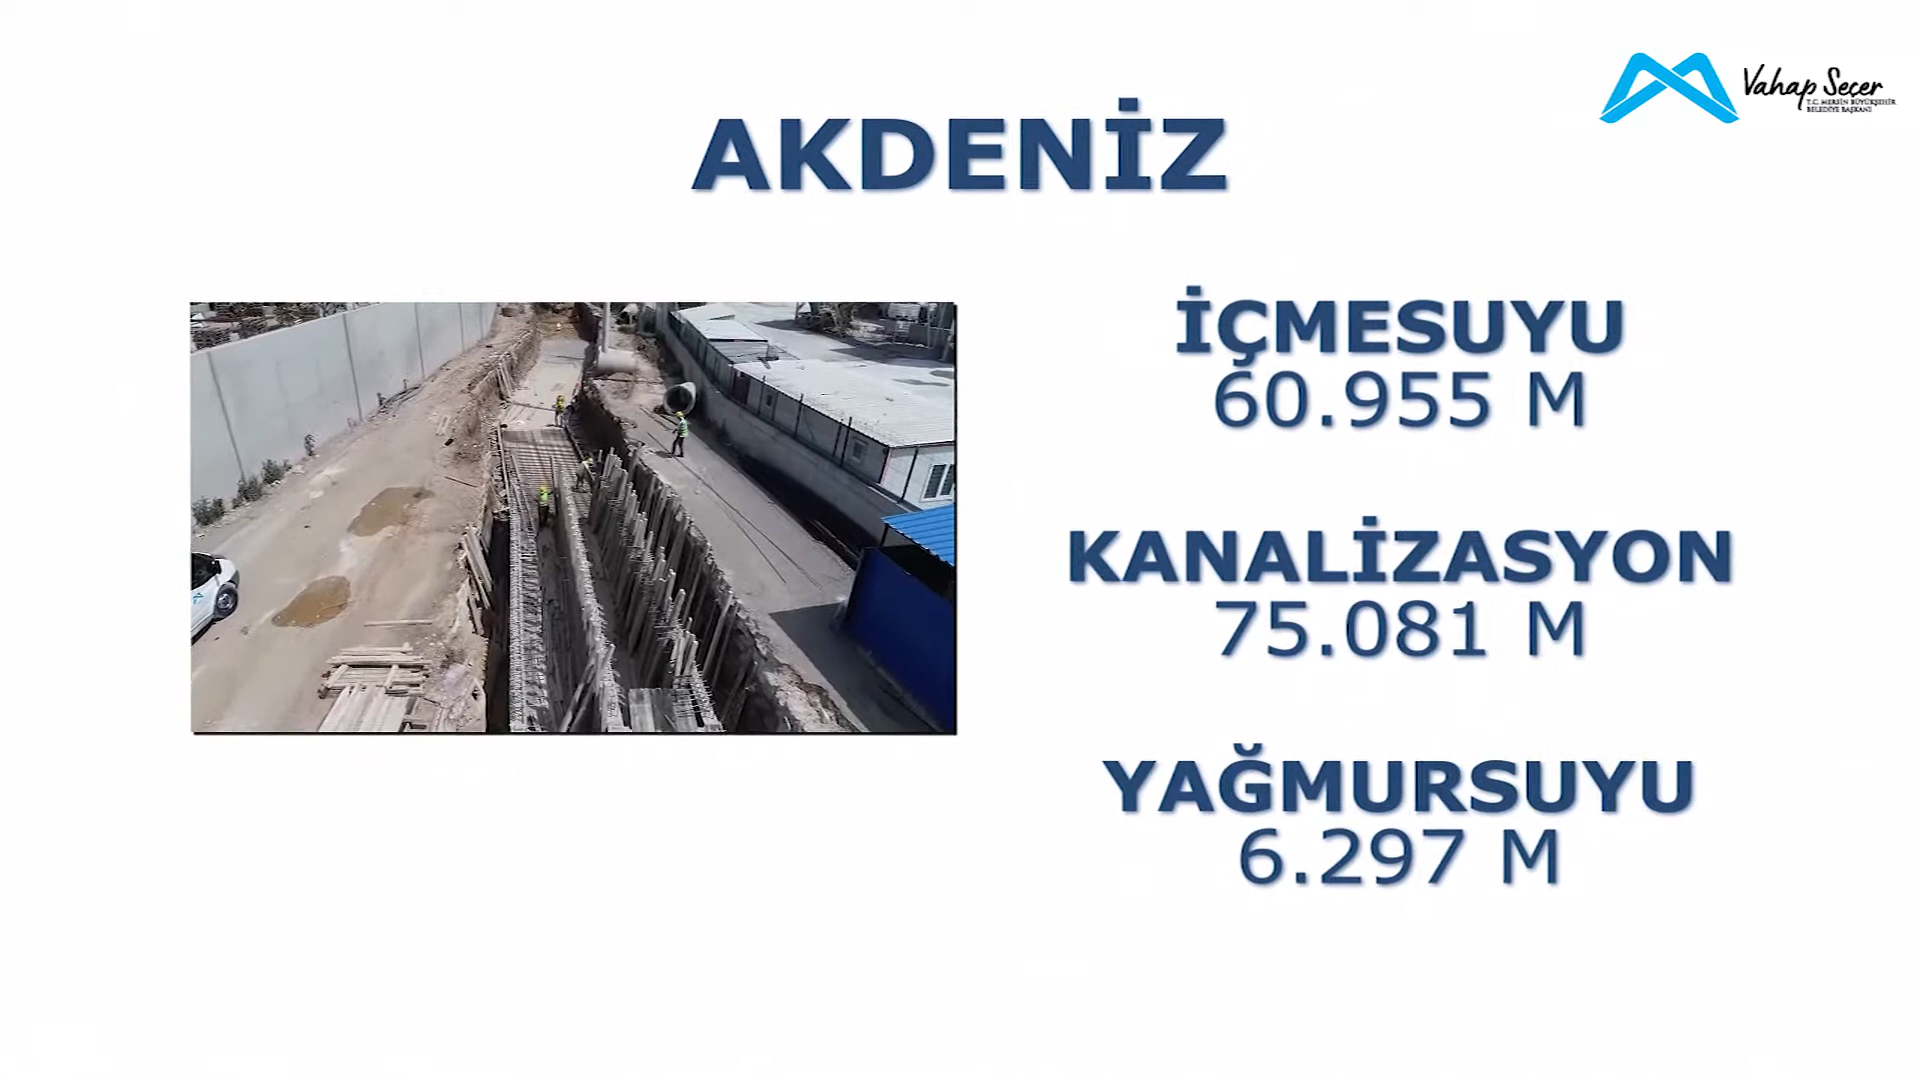 Vahap Seçer
T.C. MERSİN BÜYÜKŞEHİR
BELEDİYE BAŞKANI
AKDENİZ
İÇMESUYU
60.955 M
KANALİZASYON
75.081 M
YAĞMURSUYU
6.297 M